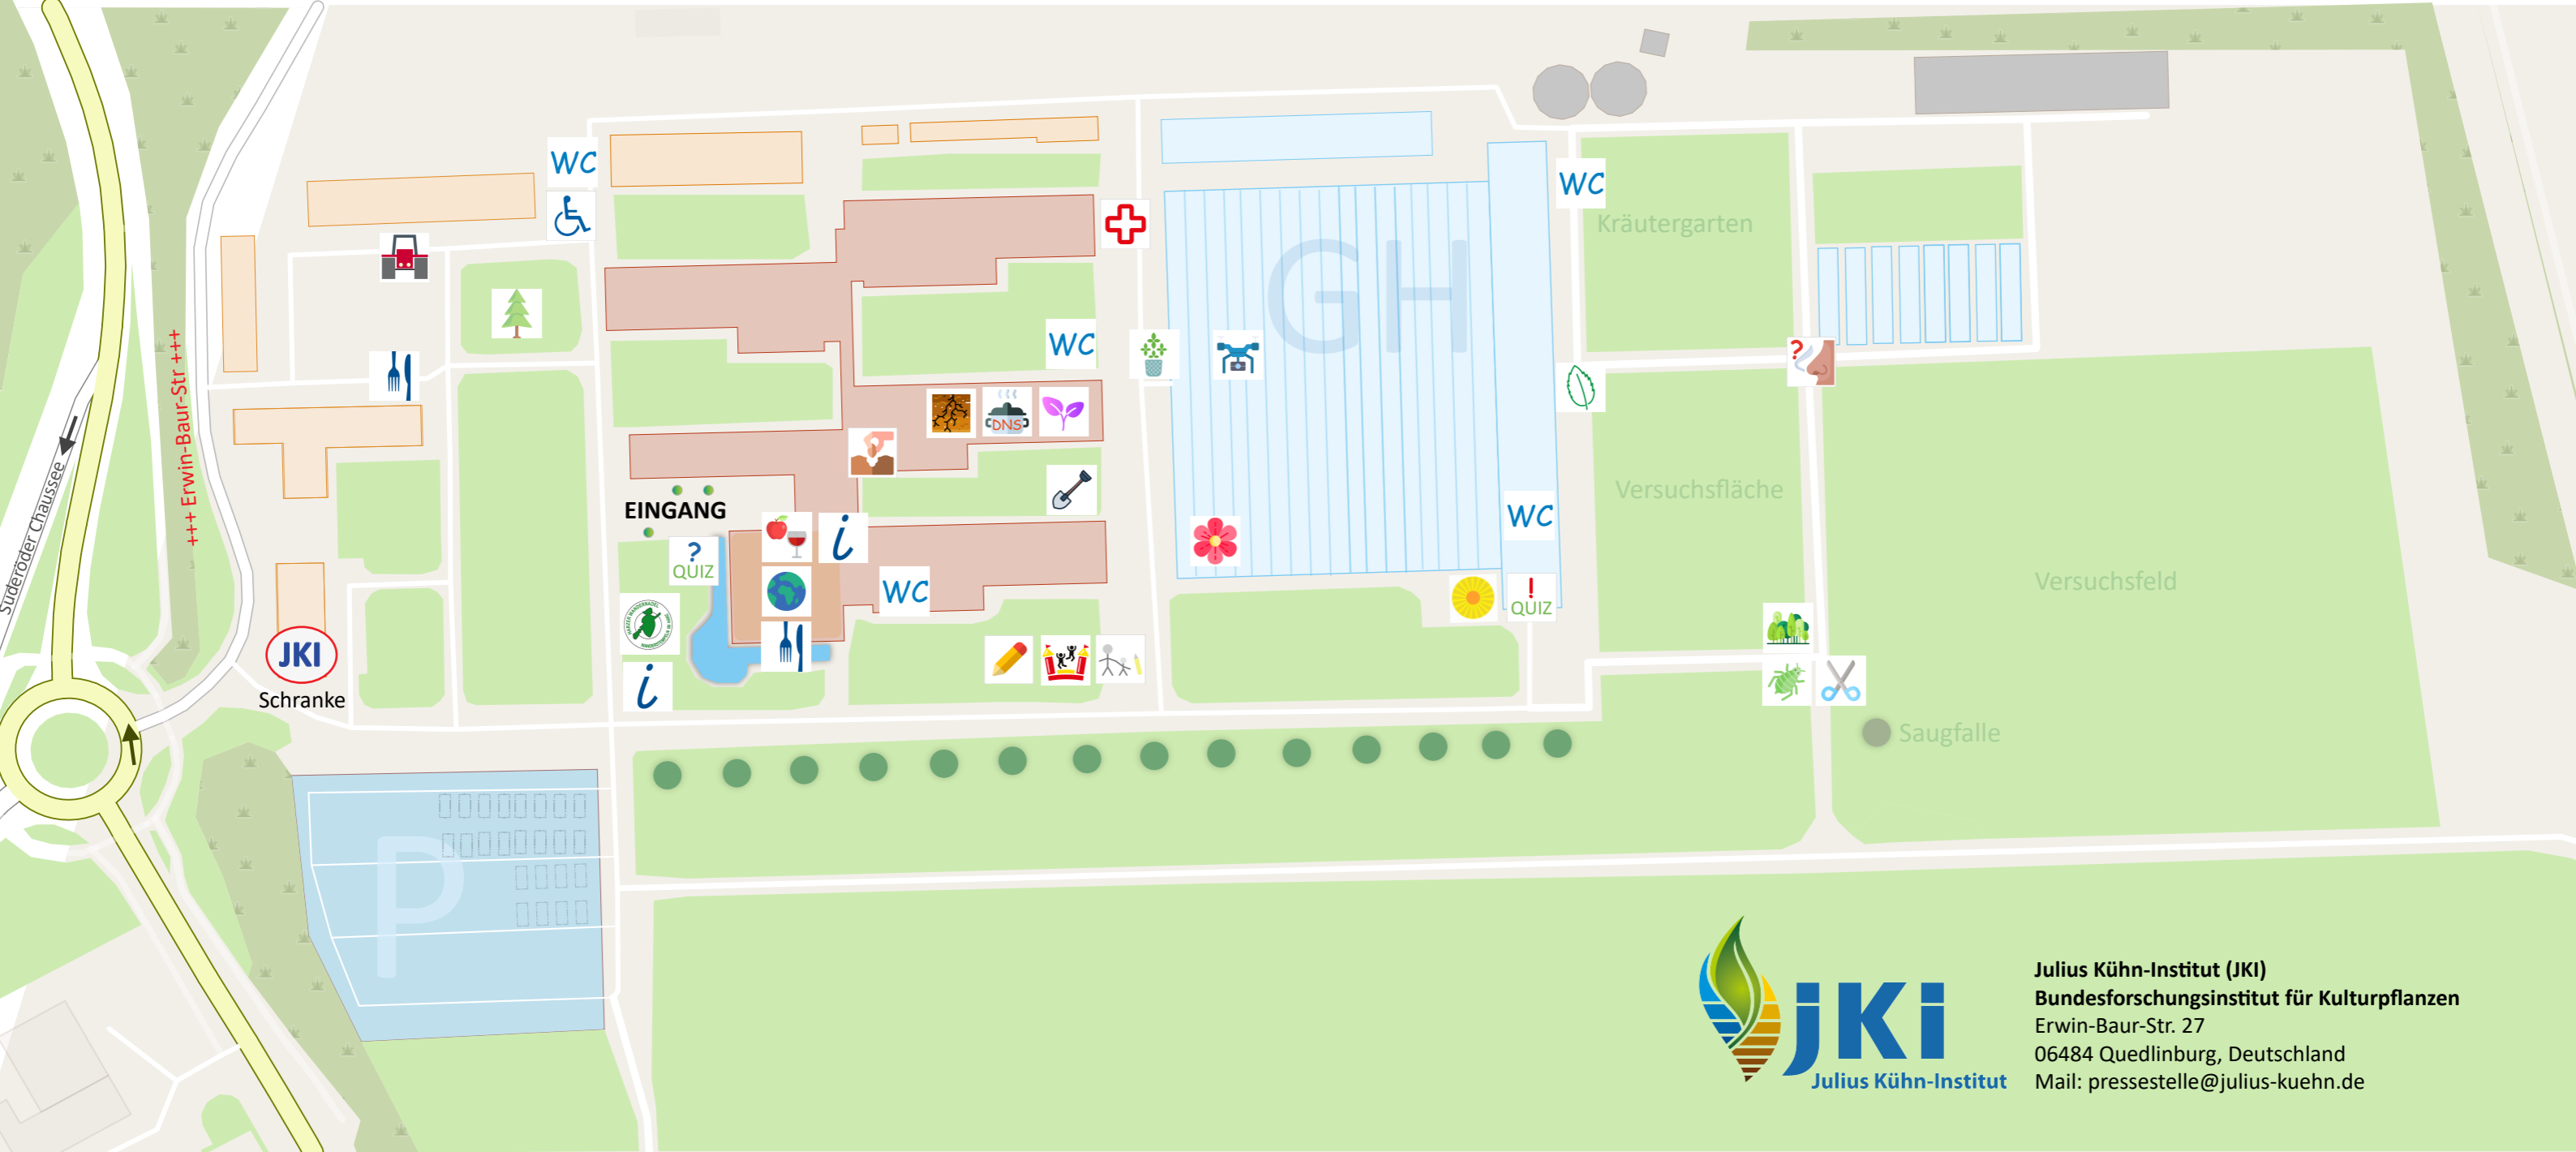 WC
WC
Kräutergarten
GH
WC
+++ Erwin-Baur-Str +++
DNS
Süderöder Chaussee
Versuchsfläche
EINGANG
WC
i
? QUIZ
Versuchsfeld
WC
! QUIZ
i
JKI
Schranke
Saugfalle
P
Julius Kühn-Institut (JKI)
Bundesforschungsinstitut für Kulturpflanzen
Erwin-Baur-Str. 27
06484 Quedlinburg, Deutschland
Mail: pressestelle@julius-kuehn.de
JKI
Julius Kühn-Institut